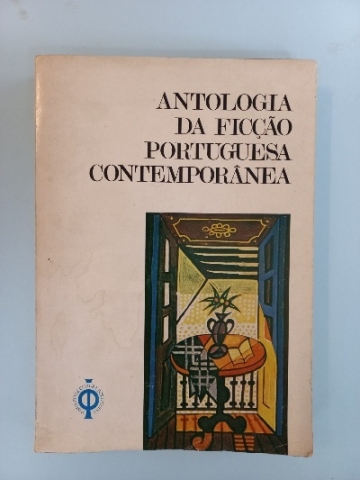 ANTOLOGIA
DA FICÇÃO
PORTUGUESA
CONTEMPORÂNEA